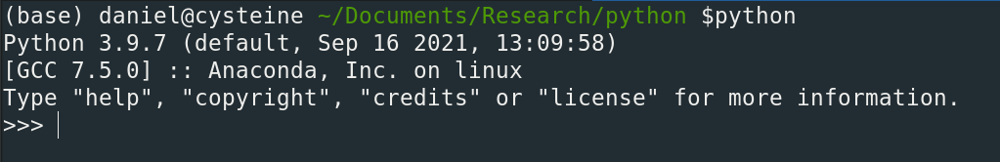 (base) daniel@cysteine ~/Documents/Research/python $python
Python 3.9.7 (default, Sep 16 2021, 13:09:58)
[GCC 7.5.0] :: Anaconda, Inc. on linux
Type "help", "copyright", "credits" or "license" for more information.
>>>